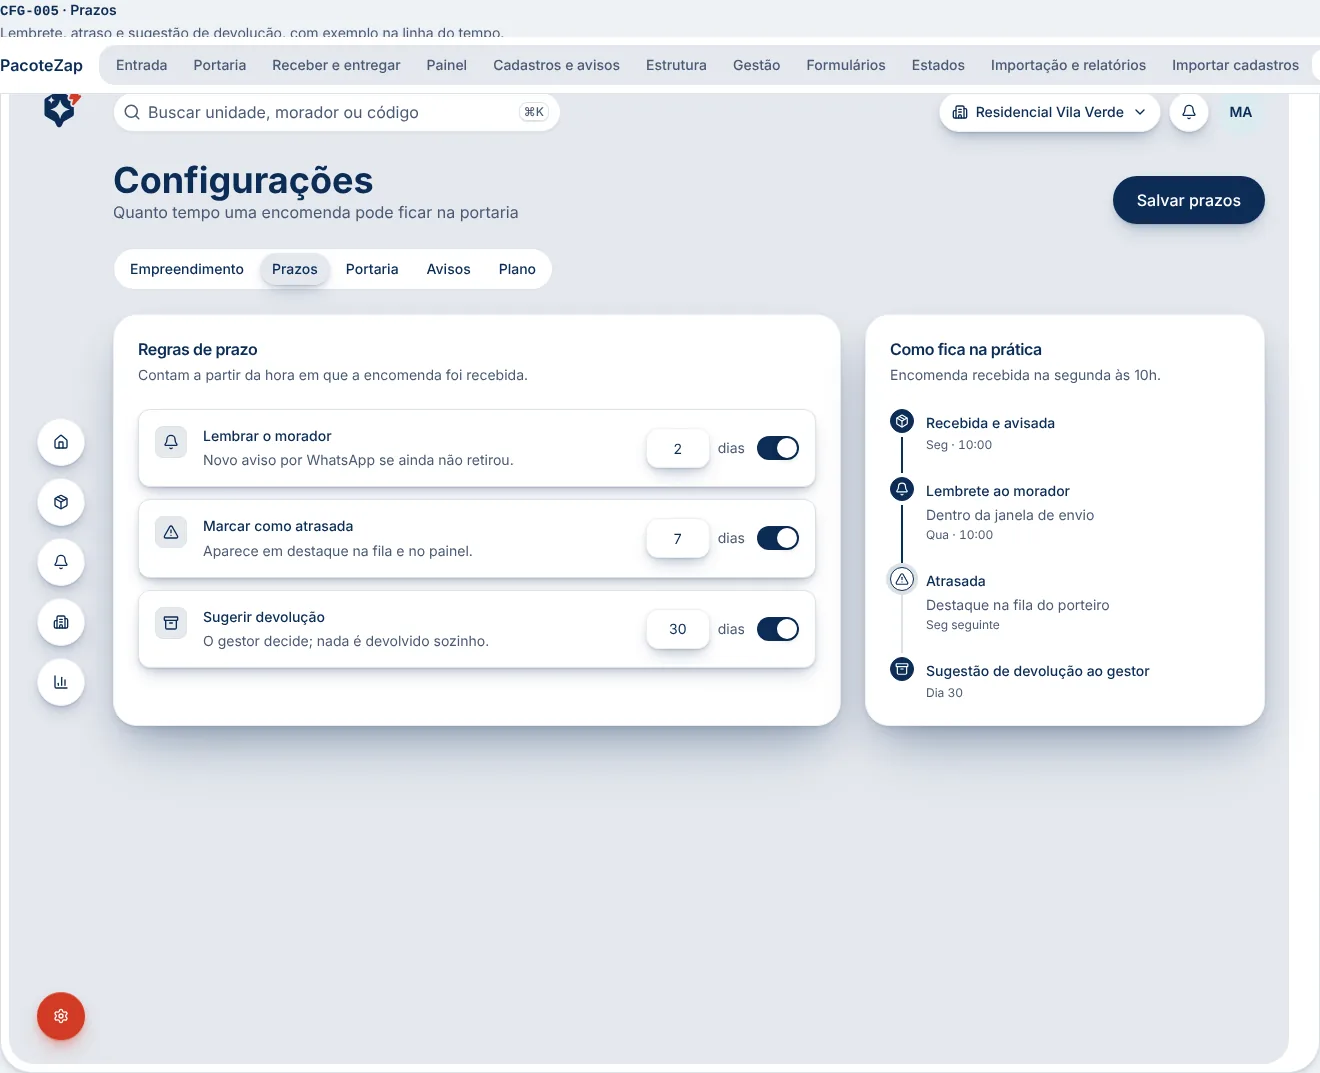 CFG-005 · Prazos
Lembrete, atraso e sugestão de devolução, com exemplo na linha do tempo.
PacoteZap
Entrada
Portaria
Receber e entregar
Painel
Cadastros e avisos
Estrutura
Gestão
Formulários
Estados
Importação e relatórios
Importar cadastros
Buscar unidade, morador ou código
⌘K
Residencial Vila Verde
MA
Configurações
Quanto tempo uma encomenda pode ficar na portaria
Salvar prazos
Empreendimento
Prazos
Portaria
Avisos
Plano
Regras de prazo
Contam a partir da hora em que a encomenda foi recebida.
Lembrar o morador
Novo aviso por WhatsApp se ainda não retirou.
2 dias
Marcar como atrasada
Aparece em destaque na fila e no painel.
7 dias
Sugerir devolução
O gestor decide; nada é devolvido sozinho.
30 dias
Como fica na prática
Encomenda recebida na segunda às 10h.
Recebida e avisada
Seg · 10:00
Lembrete ao morador
Dentro da janela de envio
Qua · 10:00
Atrasada
Destaque na fila do porteiro
Seg seguinte
Sugestão de devolução ao gestor
Dia 30